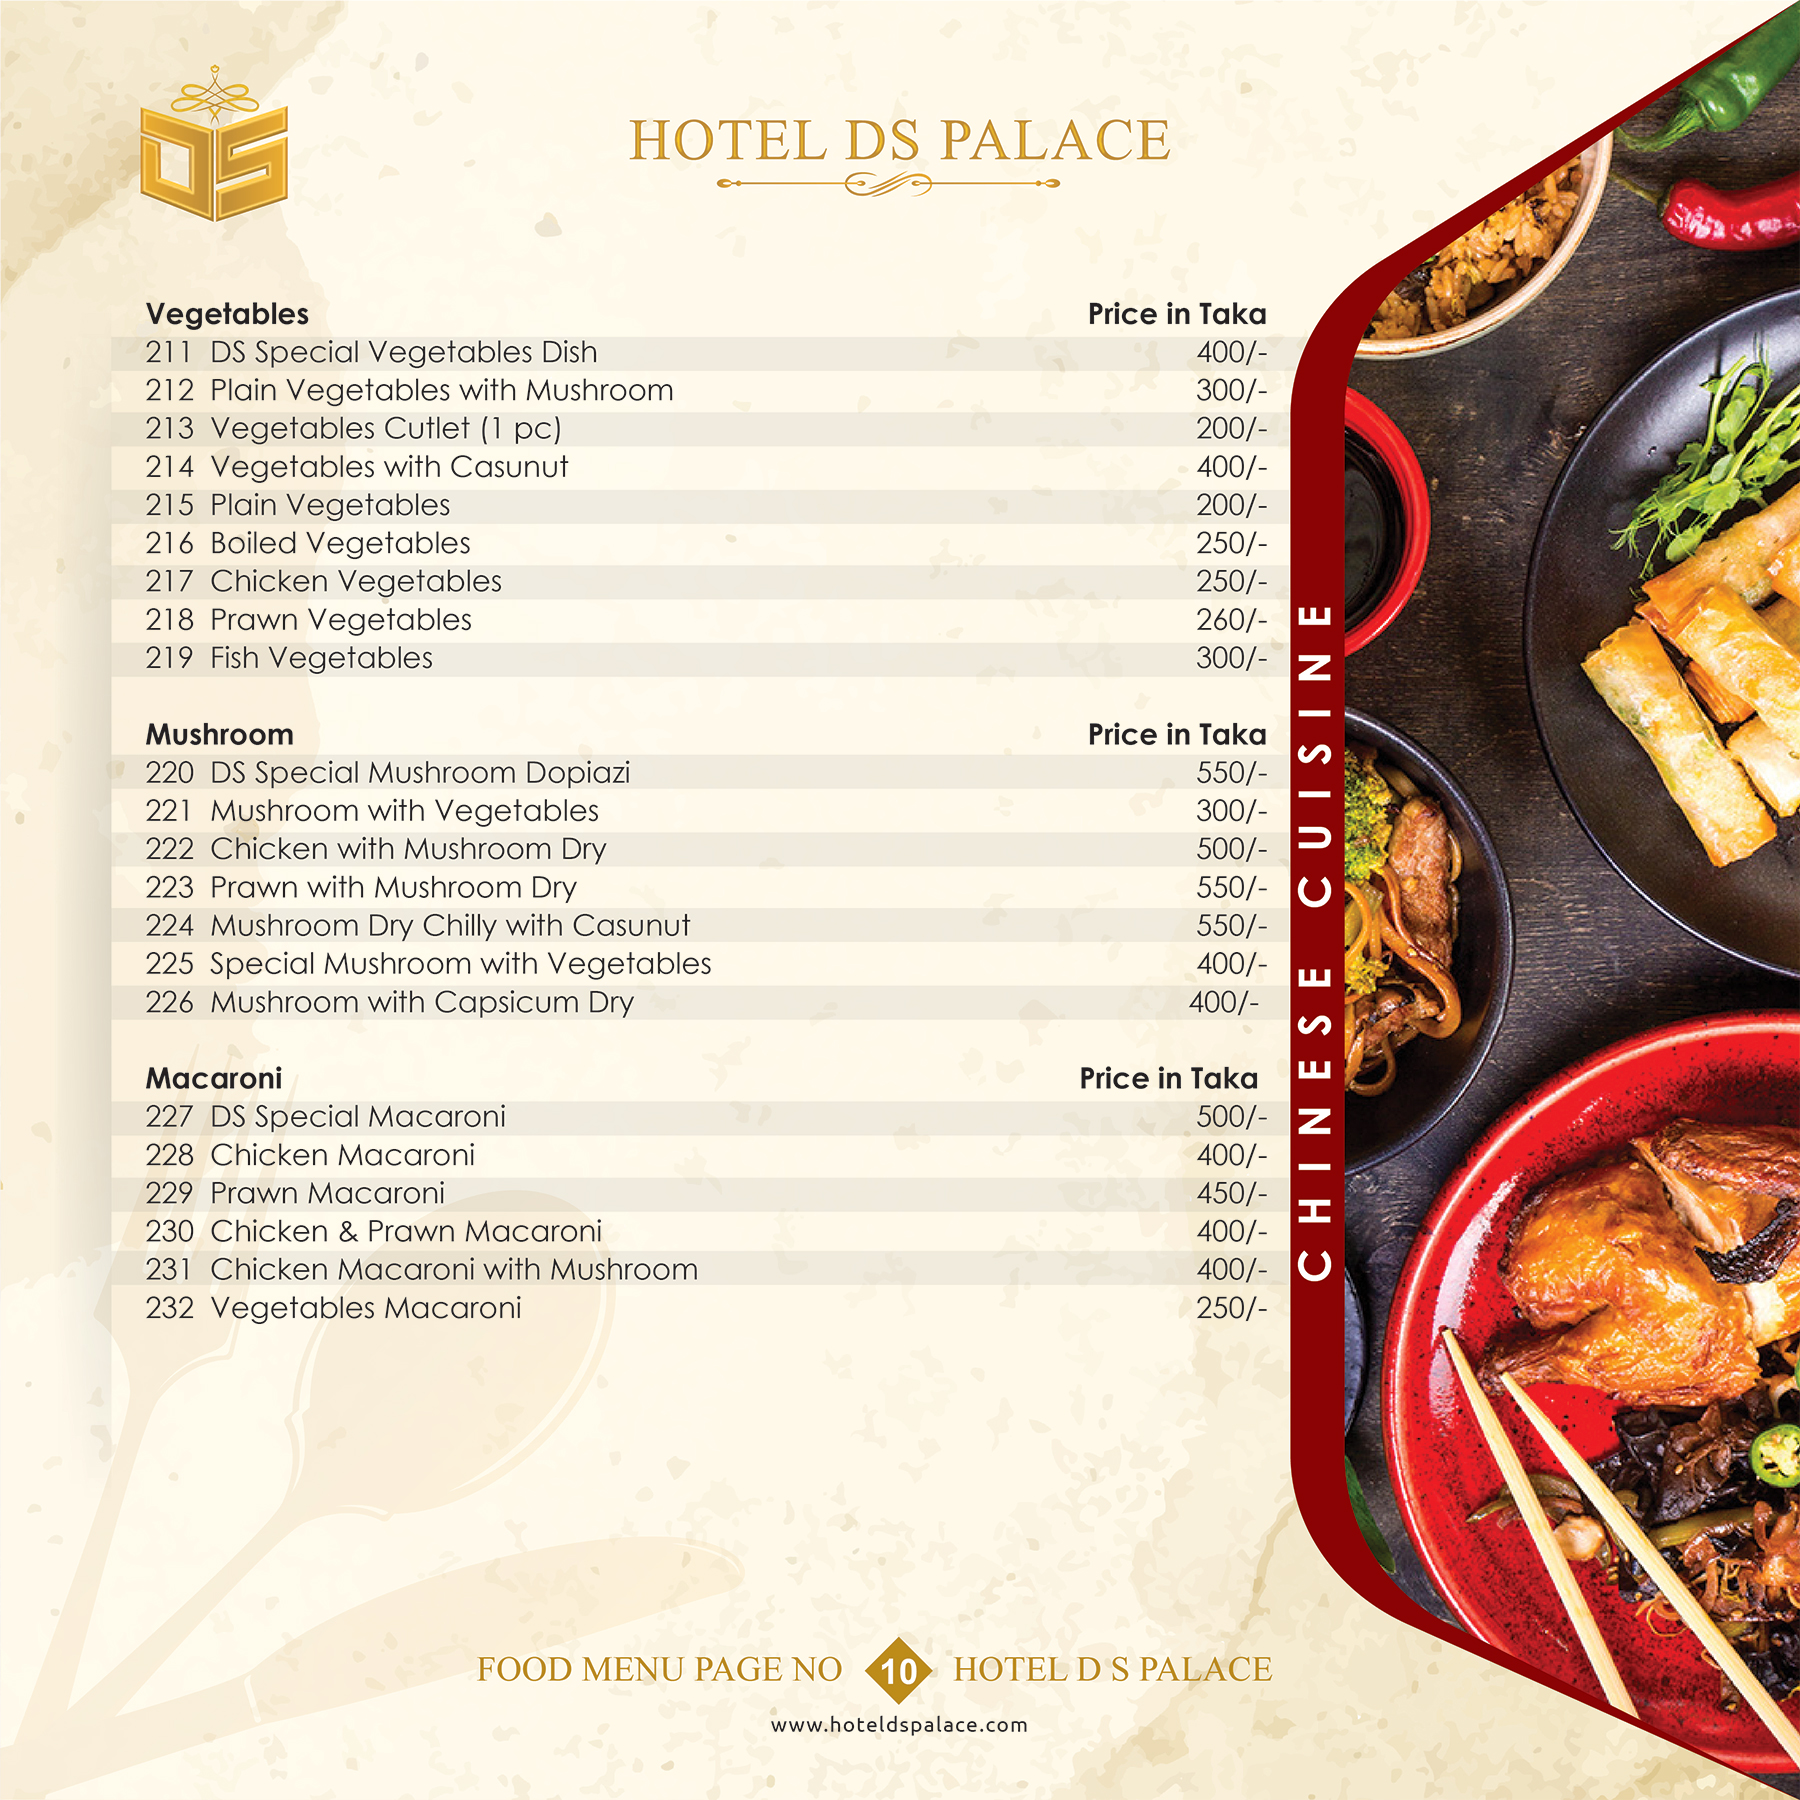 DS
HOTEL DS PALACE
Vegetables Price in Taka
211 DS Special Vegetables Dish 400/-
212 Plain Vegetables with Mushroom 300/-
213 Vegetables Cutlet (1 pc) 200/-
214 Vegetables with Casunut 400/-
215 Plain Vegetables 200/-
216 Boiled Vegetables 250/-
217 Chicken Vegetables 250/-
218 Prawn Vegetables 260/-
219 Fish Vegetables 300/-
Mushroom Price in Taka
220 DS Special Mushroom Dopiazi 550/-
221 Mushroom with Vegetables 300/-
222 Chicken with Mushroom Dry 500/-
223 Prawn with Mushroom Dry 550/-
224 Mushroom Dry Chilly with Casunut 550/-
225 Special Mushroom with Vegetables 400/-
226 Mushroom with Capsicum Dry 400/-
Macaroni Price in Taka
227 DS Special Macaroni 500/-
228 Chicken Macaroni 400/-
229 Prawn Macaroni 450/-
230 Chicken & Prawn Macaroni 400/-
231 Chicken Macaroni with Mushroom 400/-
232 Vegetables Macaroni 250/-
CHINESE CUISINE
FOOD MENU PAGE NO 10 HOTEL D S PALACE
www.hoteldspalace.com